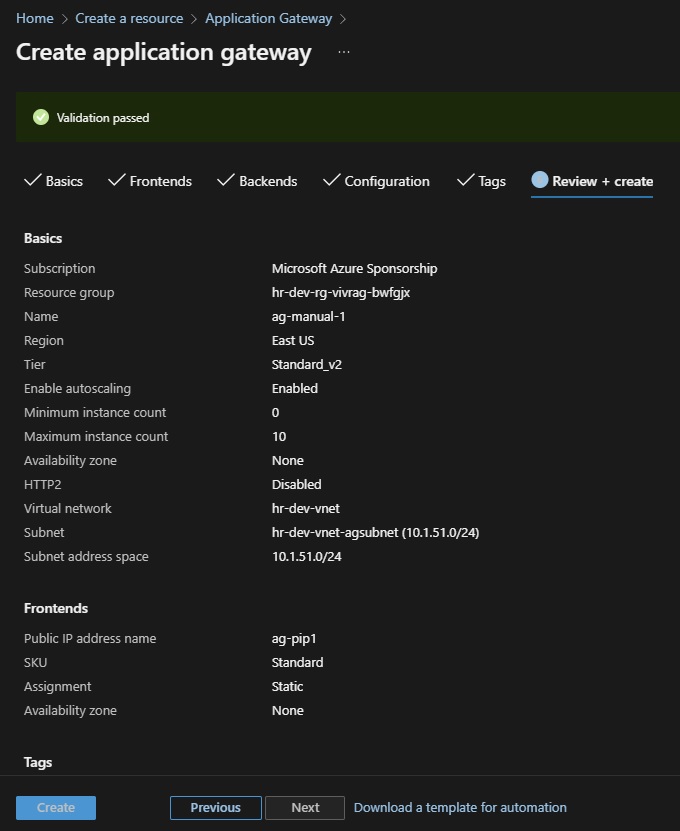 Home > Create a resource > Application Gateway >
Create application gateway ...
Validation passed
Basics Frontends Backends Configuration Tags Review + create
Basics
Subscription Microsoft Azure Sponsorship
Resource group hr-dev-rg-vivrag-bwfgjx
Name ag-manual-1
Region East US
Tier Standard_v2
Enable autoscaling Enabled
Minimum instance count 0
Maximum instance count 10
Availability zone None
HTTP2 Disabled
Virtual network hr-dev-vnet
Subnet hr-dev-vnet-agsubnet (10.1.51.0/24)
Subnet address space 10.1.51.0/24
Frontends
Public IP address name ag-pip1
SKU Standard
Assignment Static
Availability zone None
Tags
Create Previous Next Download a template for automation